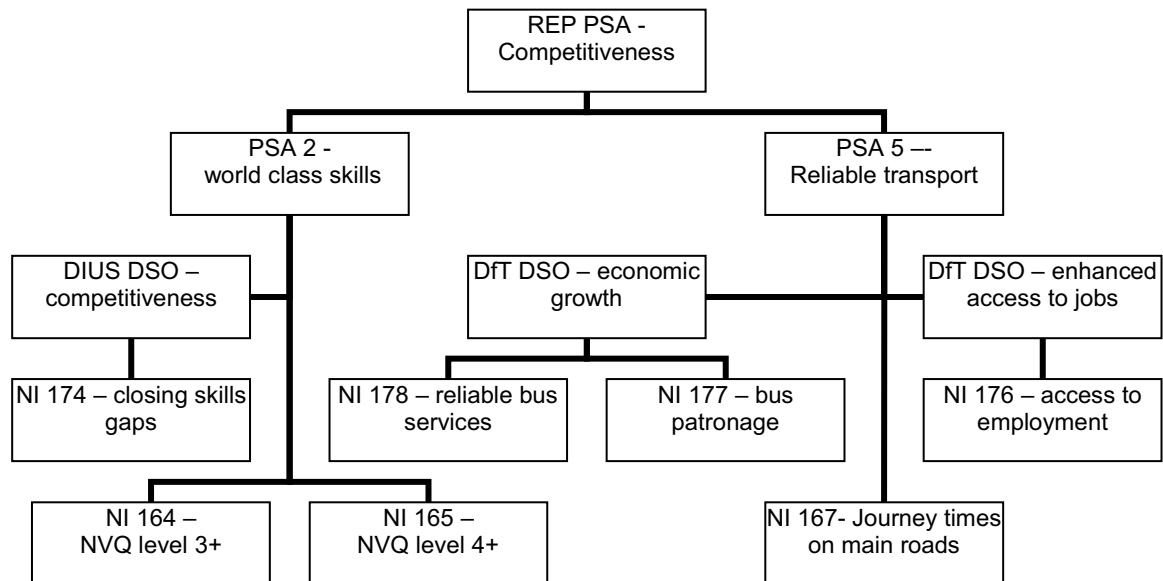 REP PSA -
Competitiveness
PSA 2 -
world class skills
PSA 5 –-
Reliable transport
DIUS DSO –
competitiveness
DfT DSO – economic
growth
DfT DSO – enhanced
access to jobs
NI 174 – closing skills
gaps
NI 178 – reliable bus
services
NI 177 – bus
patronage
NI 176 – access to
employment
NI 164 –
NVQ level 3+
NI 165 –
NVQ level 4+
NI 167- Journey times
on main roads